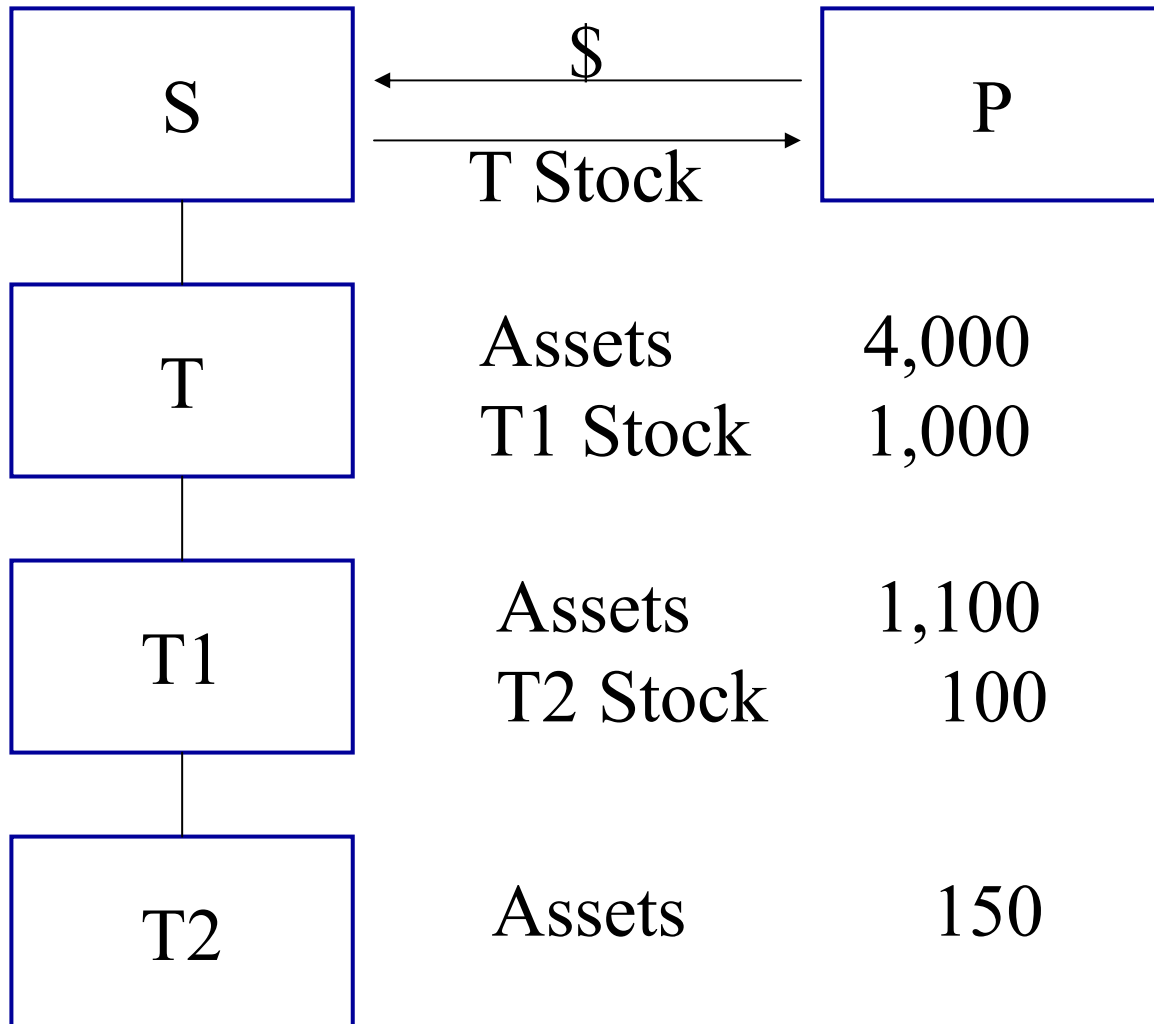 $
S
P
T Stock
T
Assets 4,000
T1 Stock 1,000
T1
Assets 1,100
T2 Stock 100
T2
Assets 150